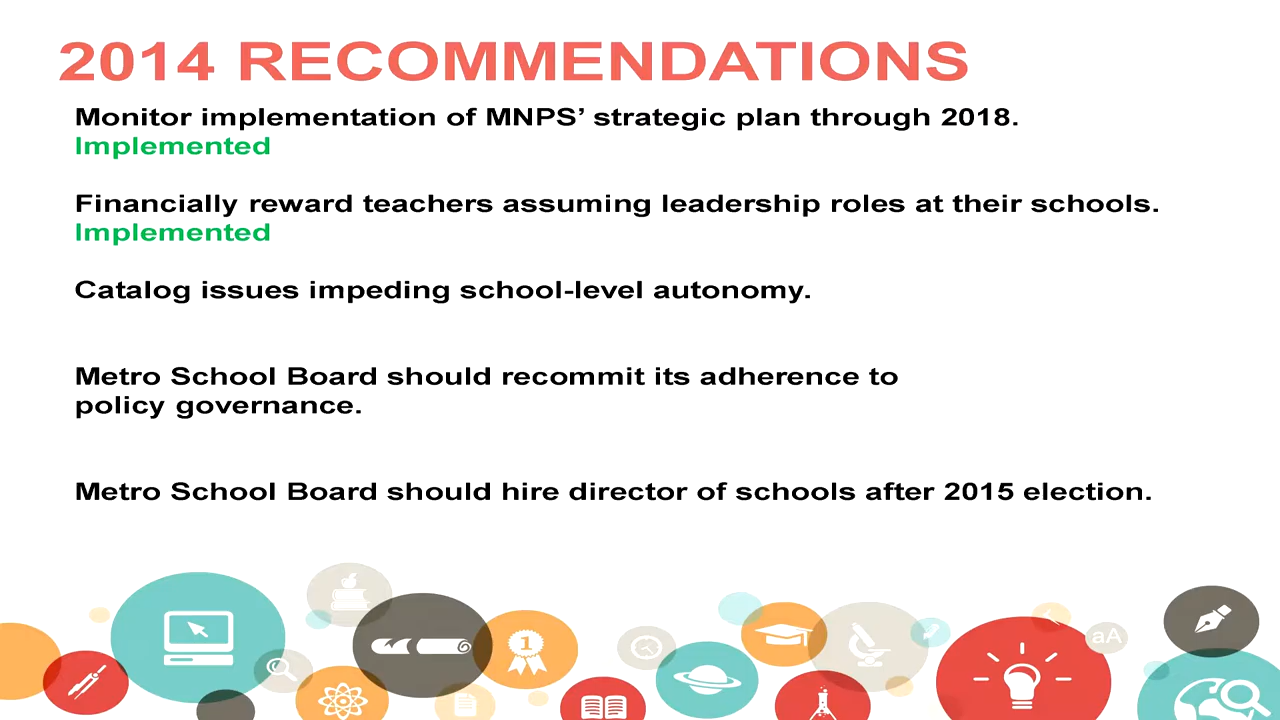 2014 RECOMMENDATIONS
Monitor implementation of MNPS’ strategic plan through 2018.
Implemented
Financially reward teachers assuming leadership roles at their schools.
Implemented
Catalog issues impeding school-level autonomy.
Metro School Board should recommit its adherence to
policy governance.
Metro School Board should hire director of schools after 2015 election.
1
aA